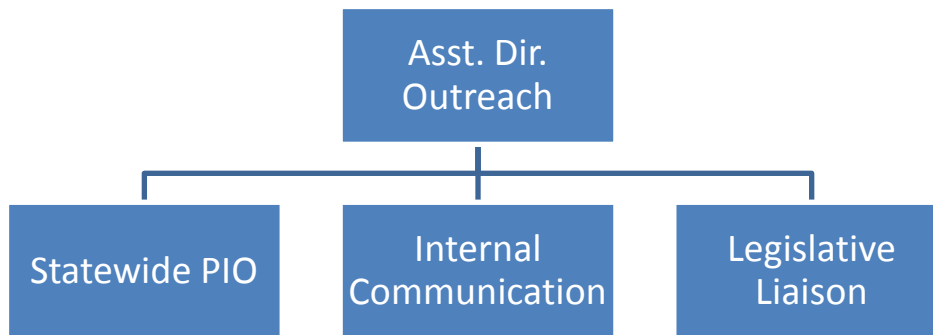 Asst. Dir.
Outreach
Statewide PIO
Internal
Communication
Legislative
Liaison